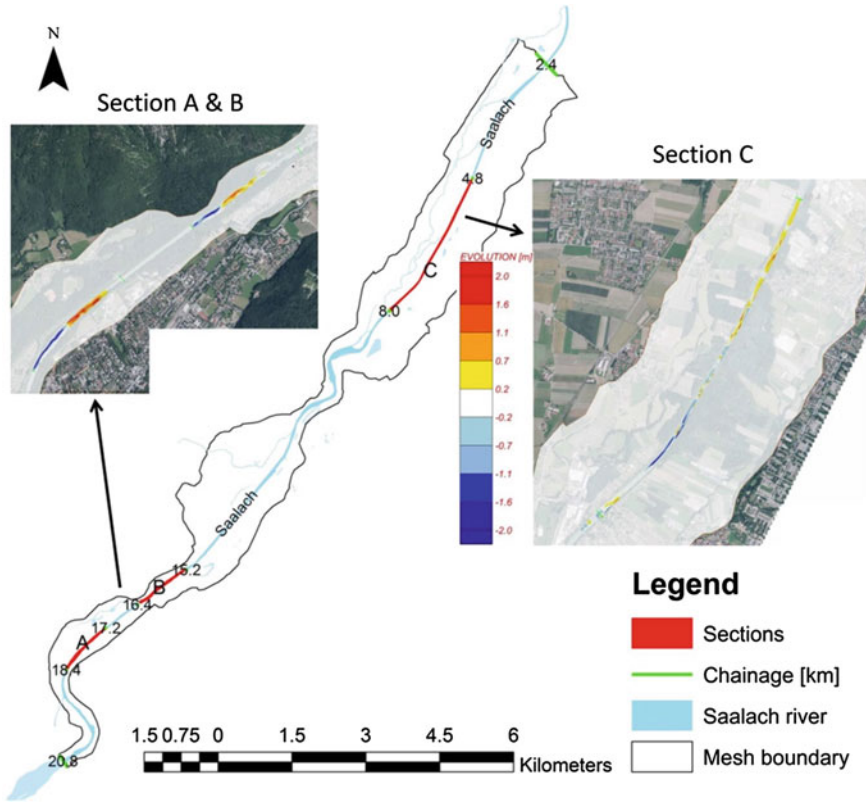 N
Section A & B
2.4
Saalach
Section C
4.8
C
EVOLUTION [m]
2.0
1.6
1.1
0.7
0.2
-0.2
-0.7
-1.1
-1.6
-2.0
8.0
Saalach
15.2
B
16.4
17.2
A
18.4
20.8
1.5 0.75 0 1.5 3 4.5 6
Kilometers
Legend
Sections
Chainage [km]
Saalach river
Mesh boundary